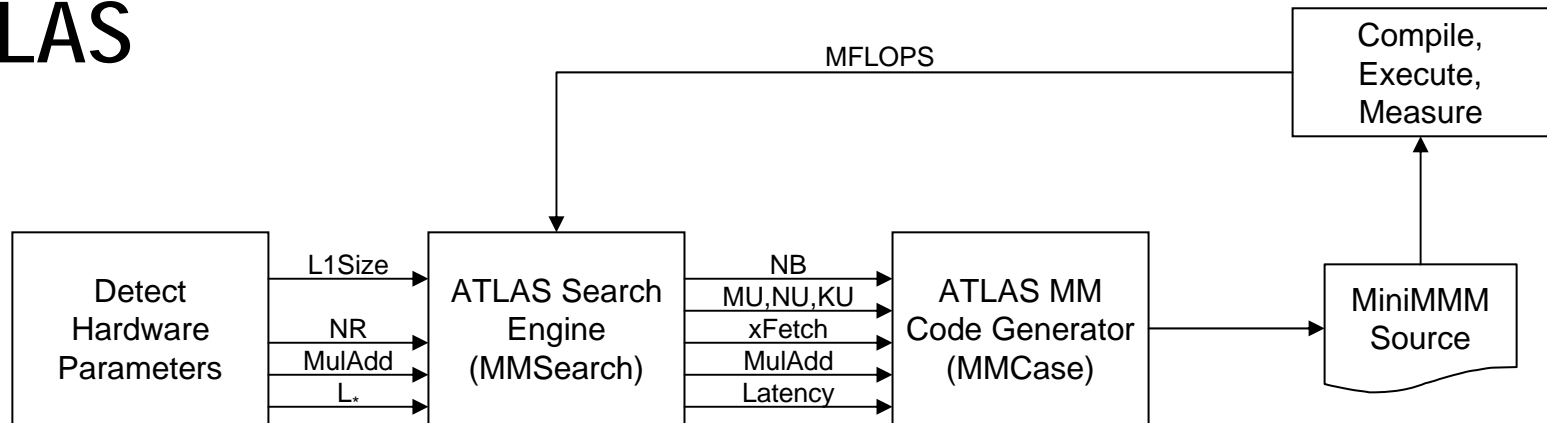 LAS
MFLOPS
Compile,
Execute,
Measure
Detect
Hardware
Parameters
L1Size
NR
MulAdd
L*
ATLAS Search
Engine
(MMSearch)
NB
MU,NU,KU
xFetch
MulAdd
Latency
ATLAS MM
Code Generator
(MMCase)
MiniMMM
Source